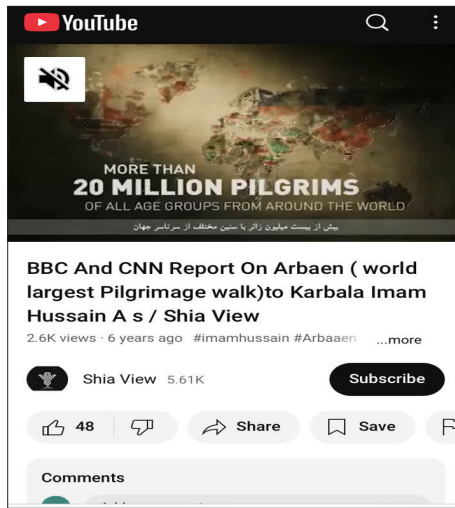 YouTube
MORE THAN
20 MILLION PILGRIMS
OF ALL AGE GROUPS FROM AROUND THE WORLD
بیش از بیست میلیون زائر با سنین مختلف از سرتاسر جهان
BBC And CNN Report On Arbaen ( world
largest Pilgrimage walk)to Karbala Imam
Hussain A s / Shia View
2.6K views · 6 years ago #imamhussain #Arbaaen ...more
Shia View 5.61K
Subscribe
48 Share Save
Comments